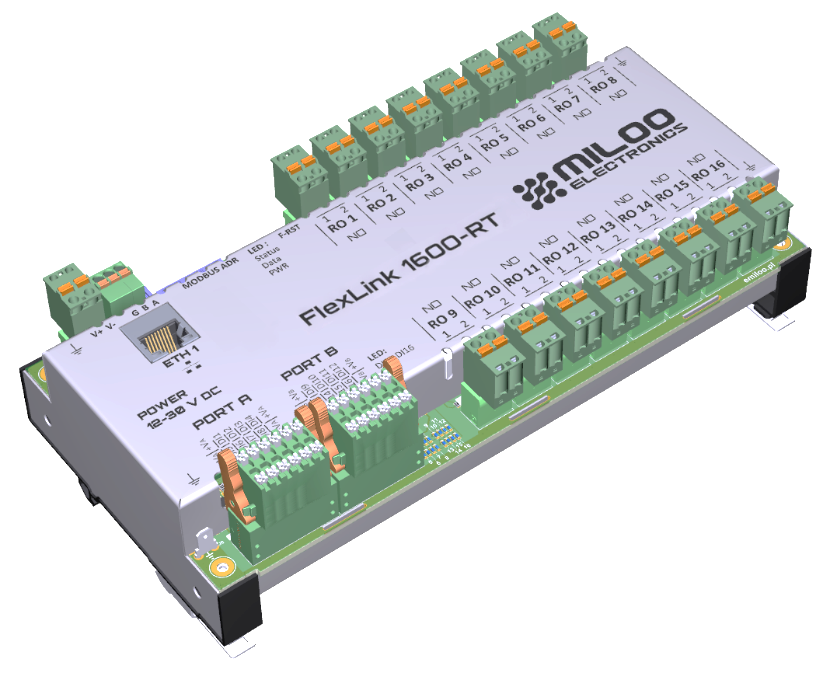 1 2 1 2 1 2 1 2 1 2 1 2 1 2 1 2
RO 1 RO 2 RO 3 RO 4 RO 5 RO 6 RO 7 RO 8
NO NO NO NO NO NO NO NO
F-RST
LED:
Status
Data
PWR
MODBUS ADR
MILOO
ELECTRONICS
FlexLink 1600-RT
V+ V- G B A
ETH 1
POWER
12-30 V DC
PORT A
PORT B
LED:
DI16
NO NO NO NO NO NO NO NO
RO 9 RO 10 RO 11 RO 12 RO 13 RO 14 RO 15 RO 16
1 2 1 2 1 2 1 2 1 2 1 2 1 2 1 2
emiloo.pl